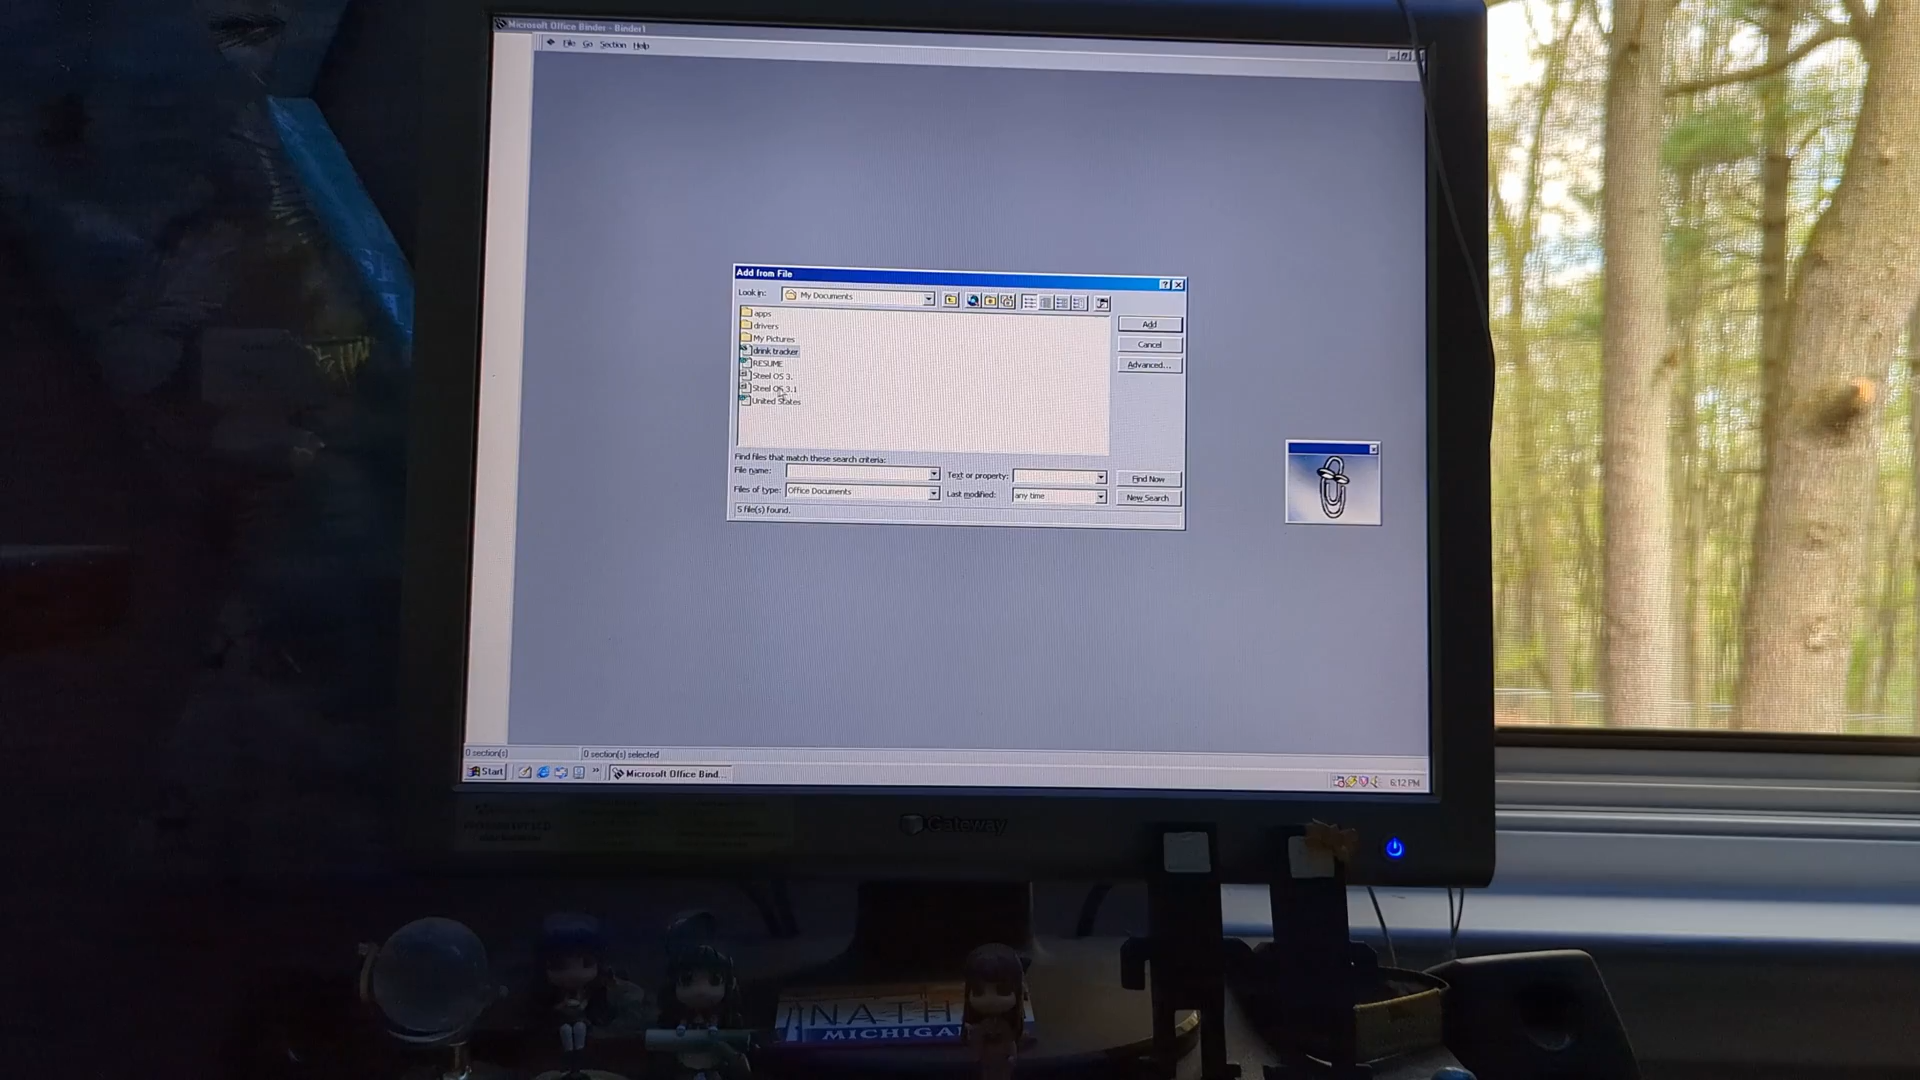 Microsoft Office Binder - Binder1
File Go Section Help
Add from File
Look in: My Documents
apps
drivers
My Pictures
drink tracker
RESUME
Steel OS 3.
Steel OS 3.1
United States
Add
Cancel
Advanced...
Find files that match these search criteria:
File name: Text or property: Find Now
Files of type: Office Documents Last modified: any time New Search
5 file(s) found.
0 section(s) 0 section(s) selected
Start Microsoft Office Bind... 6:12 PM
Gateway
NATH
MICHIGA